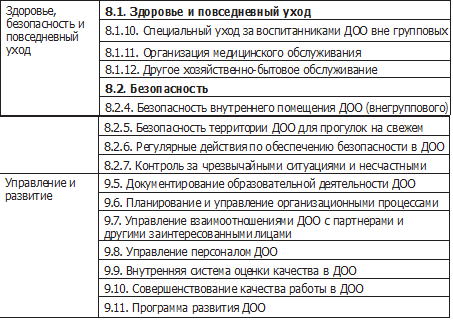 Здоровье,
безопасность и
повседневный
уход
8.1. Здоровье и повседневный уход
8.1.10. Специальный уход за воспитанниками ДОО вне групповых
8.1.11. Организация медицинского обслуживания
8.1.12. Другое хозяйственно-бытовое обслуживание
8.2. Безопасность
8.2.4. Безопасность внутреннего помещения ДОО (внегруппового)
8.2.5. Безопасность территории ДОО для прогулок на свежем
8.2.6. Регулярные действия по обеспечению безопасности в ДОО
8.2.7. Контроль за чрезвычайными ситуациями и несчастными
Управление и
развитие
9.5. Документирование образовательной деятельности ДОО
9.6. Планирование и управление организационными процессами
9.7. Управление взаимоотношениями ДОО с партнерами и
другими заинтересованными лицами
9.8. Управление персоналом ДОО
9.9. Внутренняя система оценки качества в ДОО
9.10. Совершенствование качества работы в ДОО
9.11. Программа развития ДОО